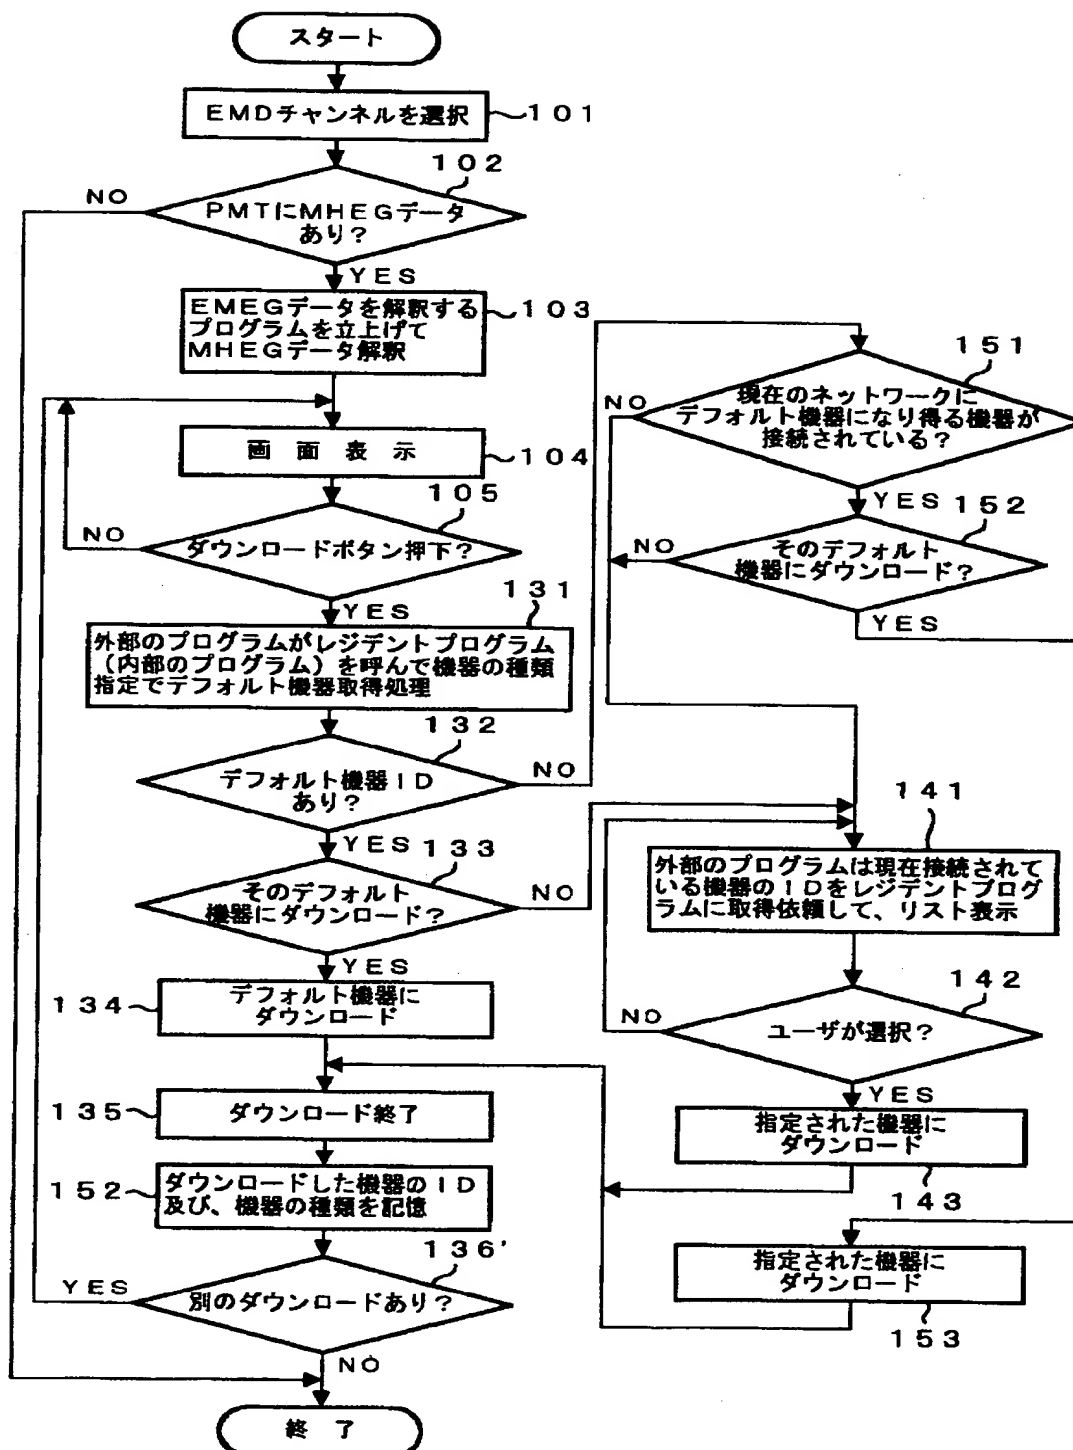 スタート
EMDチャンネルを選択
101
102
NO
PMTにMHEGデータ
あり?
YES
EMEGデータを解釈する
プログラムを立上げて
MHEGデータ解釈
103
画面表示
104
105
NO
ダウンロードボタン押下?
YES
131
外部のプログラムがレジデントプログラム
(内部のプログラム)を呼んで機器の種類
指定でデフォルト機器取得処理
132
デフォルト機器ID
あり?
NO
YES
133
そのデフォルト
機器にダウンロード?
NO
YES
134
デフォルト機器に
ダウンロード
135
ダウンロード終了
152
ダウンロードした機器のID
及び、機器の種類を記憶
136'
YES
別のダウンロードあり?
NO
終了
151
NO
現在のネットワークに
デフォルト機器になり得る機器が
接続されている?
YES
152
NO
そのデフォルト
機器にダウンロード?
YES
141
外部のプログラムは現在接続されて
いる機器のIDをレジデントプログ
ラムに取得依頼して、リスト表示
142
NO
ユーザが選択?
YES
指定された機器に
ダウンロード
143
指定された機器に
ダウンロード
153